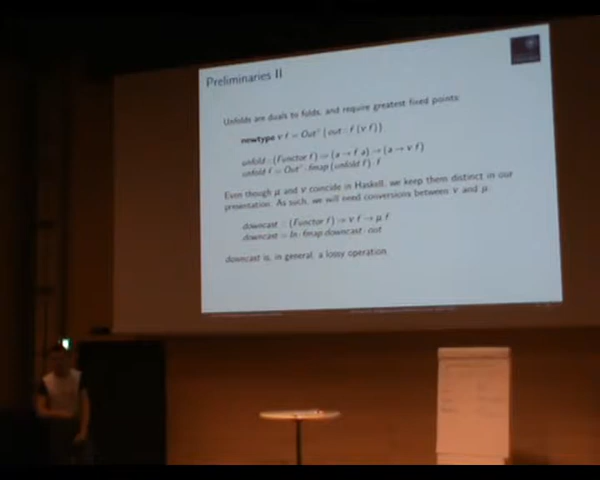 Preliminaries II
Unfolds are duals to folds, and require greatest fixed points:
newtype ν f = Out° {out : f (ν f)}
unfold : (Functor f) ⇒ (a → f a) → (a → ν f)
unfold f = Out° · fmap (unfold f) · f
Even though μ and ν coincide in Haskell, we keep them distinct in our
presentation. As such, we will need conversions between ν and μ:
downcast : (Functor f) ⇒ ν f → μ f
downcast = In · fmap downcast · out
downcast is, in general, a lossy operation.